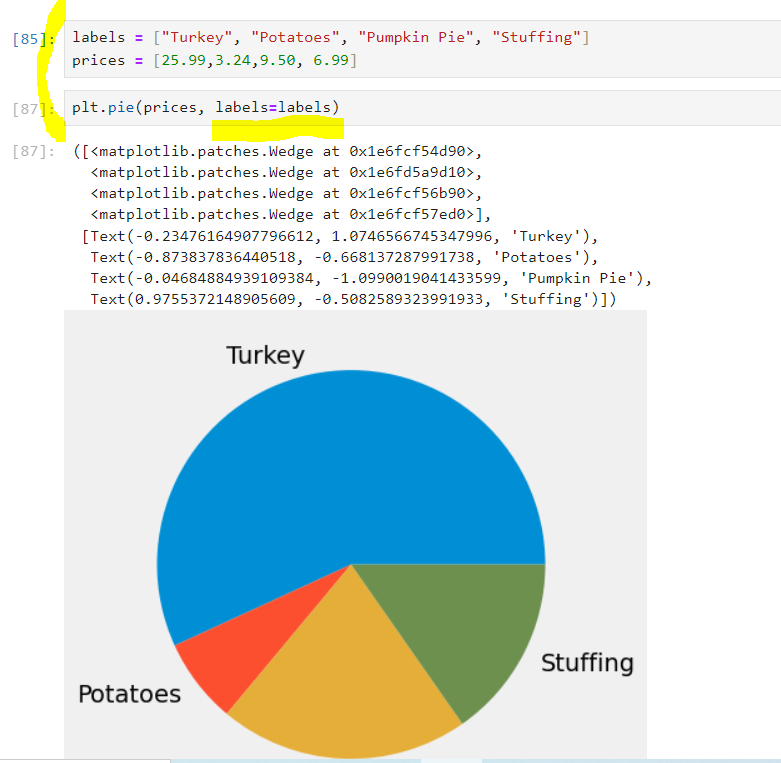 [85]: labels = ["Turkey", "Potatoes", "Pumpkin Pie", "Stuffing"]
prices = [25.99,3.24,9.50, 6.99]
[87]: plt.pie(prices, labels=labels)
[87]: ([<matplotlib.patches.Wedge at 0x1e6fcf54d90>,
<matplotlib.patches.Wedge at 0x1e6fd5a9d10>,
<matplotlib.patches.Wedge at 0x1e6fcf56b90>,
<matplotlib.patches.Wedge at 0x1e6fcf57ed0>],
[Text(-0.23476164907796612, 1.0746566745347996, 'Turkey'),
Text(-0.873837836440518, -0.668137287991738, 'Potatoes'),
Text(-0.04684884939109384, -1.0990019041433599, 'Pumpkin Pie'),
Text(0.9755372148905609, -0.5082589323991933, 'Stuffing')])
Turkey
Stuffing
Potatoes